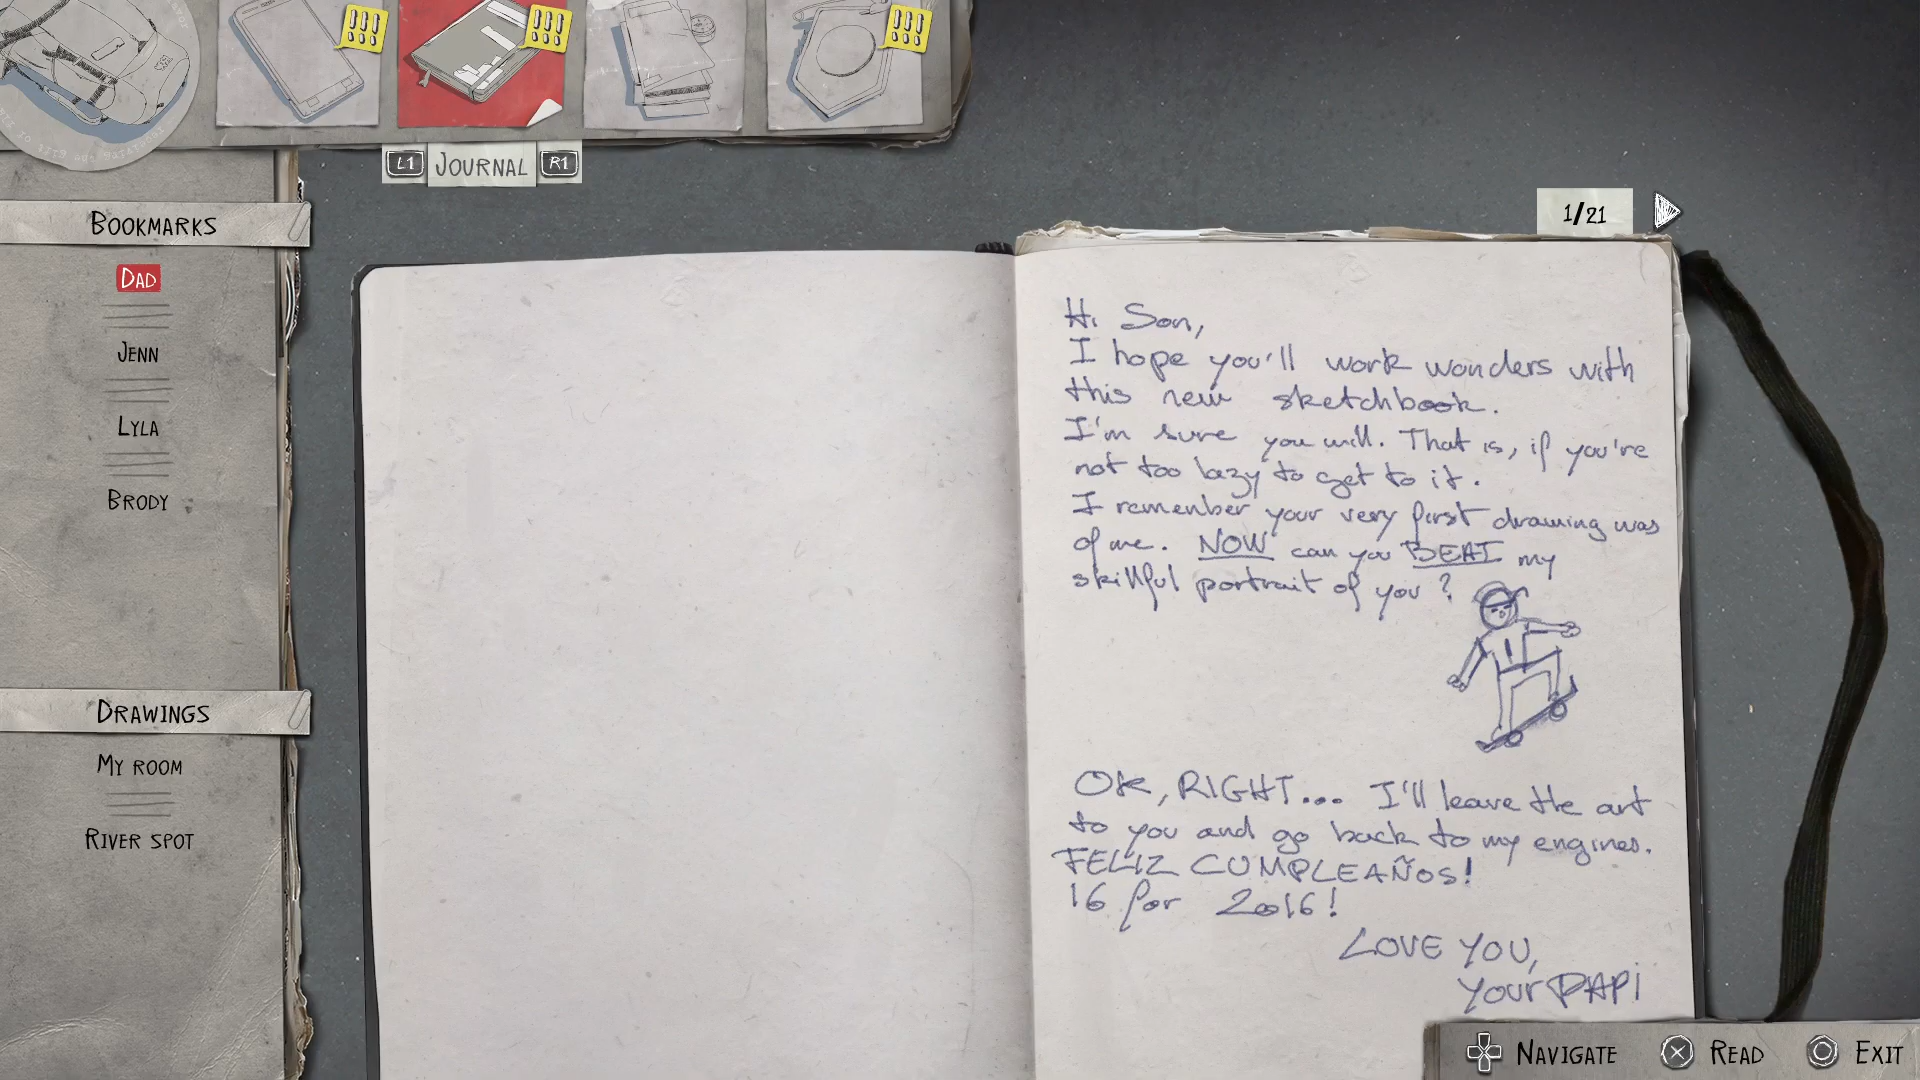 L1 JOURNAL R1
BOOKMARKS
DAD
JENN
LYLA
BRODY
DRAWINGS
MY ROOM
RIVER SPOT
1/21
Hi Son,
I hope you'll work wonders with
this new sketchbook.
I'm sure you will. That is, if you're
not too lazy to get to it.
I remember your very first drawing was
of me. NOW can you BEAT my
skillful portrait of you?
OK, RIGHT... I'll leave the art
to you and go back to my engines.
FELIZ CUMPLEAÑOS!
16 for 2016!
LOVE YOU,
Your PAPI
NAVIGATE READ EXIT